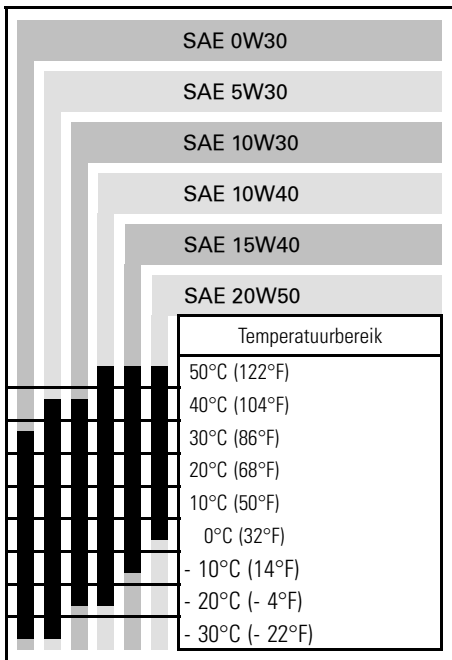 SAE 0W30
SAE 5W30
SAE 10W30
SAE 10W40
SAE 15W40
SAE 20W50
Temperatuurbereik
50°C (122°F)
40°C (104°F)
30°C (86°F)
20°C (68°F)
10°C (50°F)
0°C (32°F)
- 10°C (14°F)
- 20°C (- 4°F)
- 30°C (- 22°F)